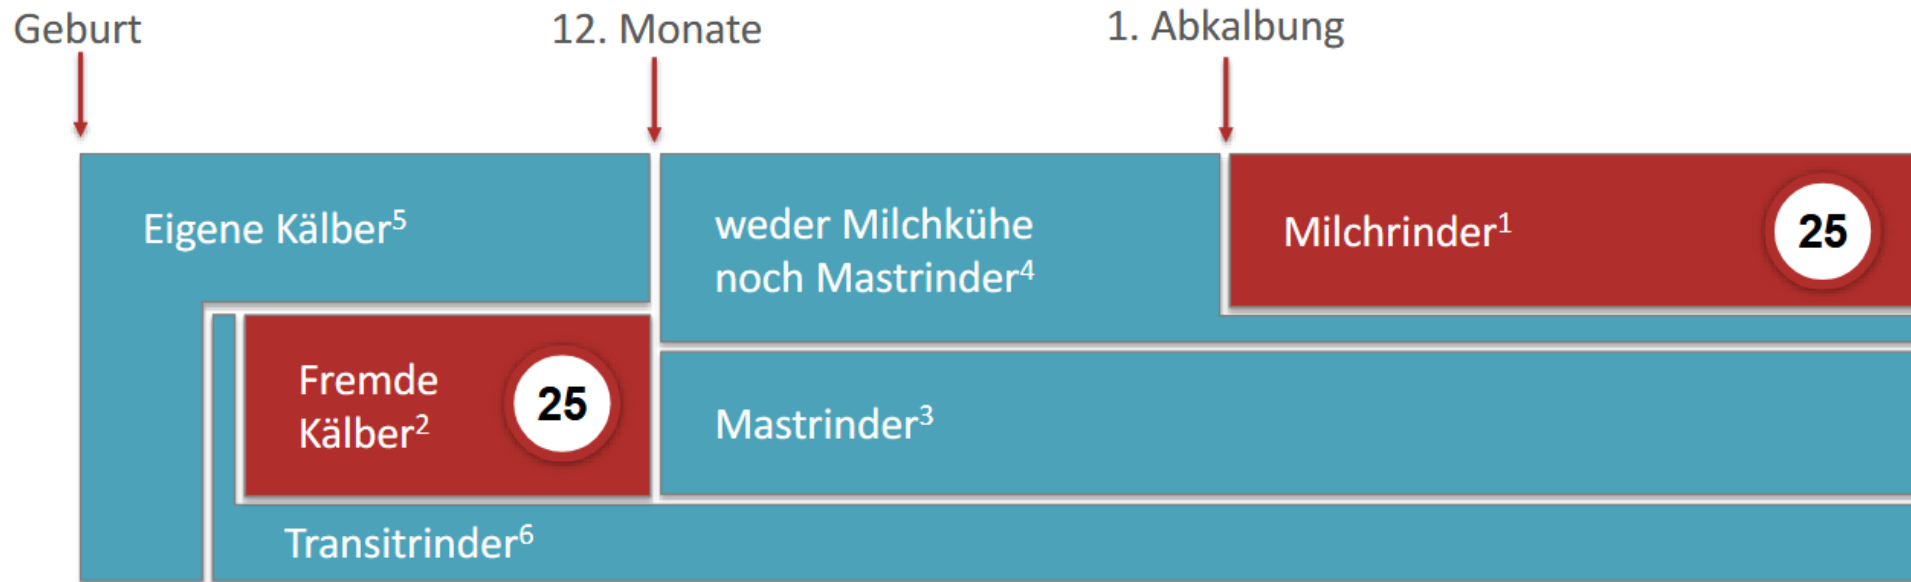 Geburt
12. Monate
1. Abkalbung
Eigene Kälber⁵
weder Milchkühe
noch Mastrinder⁴
Milchrinder¹
25
Fremde
Kälber²
25
Mastrinder³
Transitrinder⁶